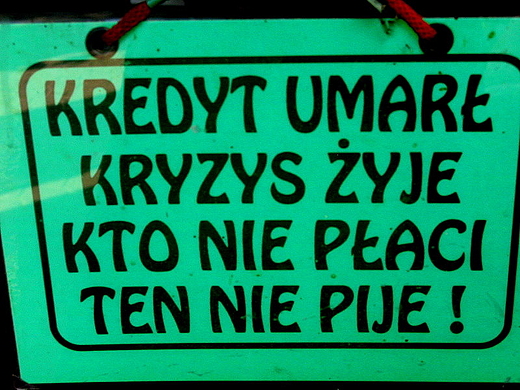 KREDYT UMARŁ
KRYZYS ŻYJE
KTO NIE PŁACI
TEN NIE PIJE !